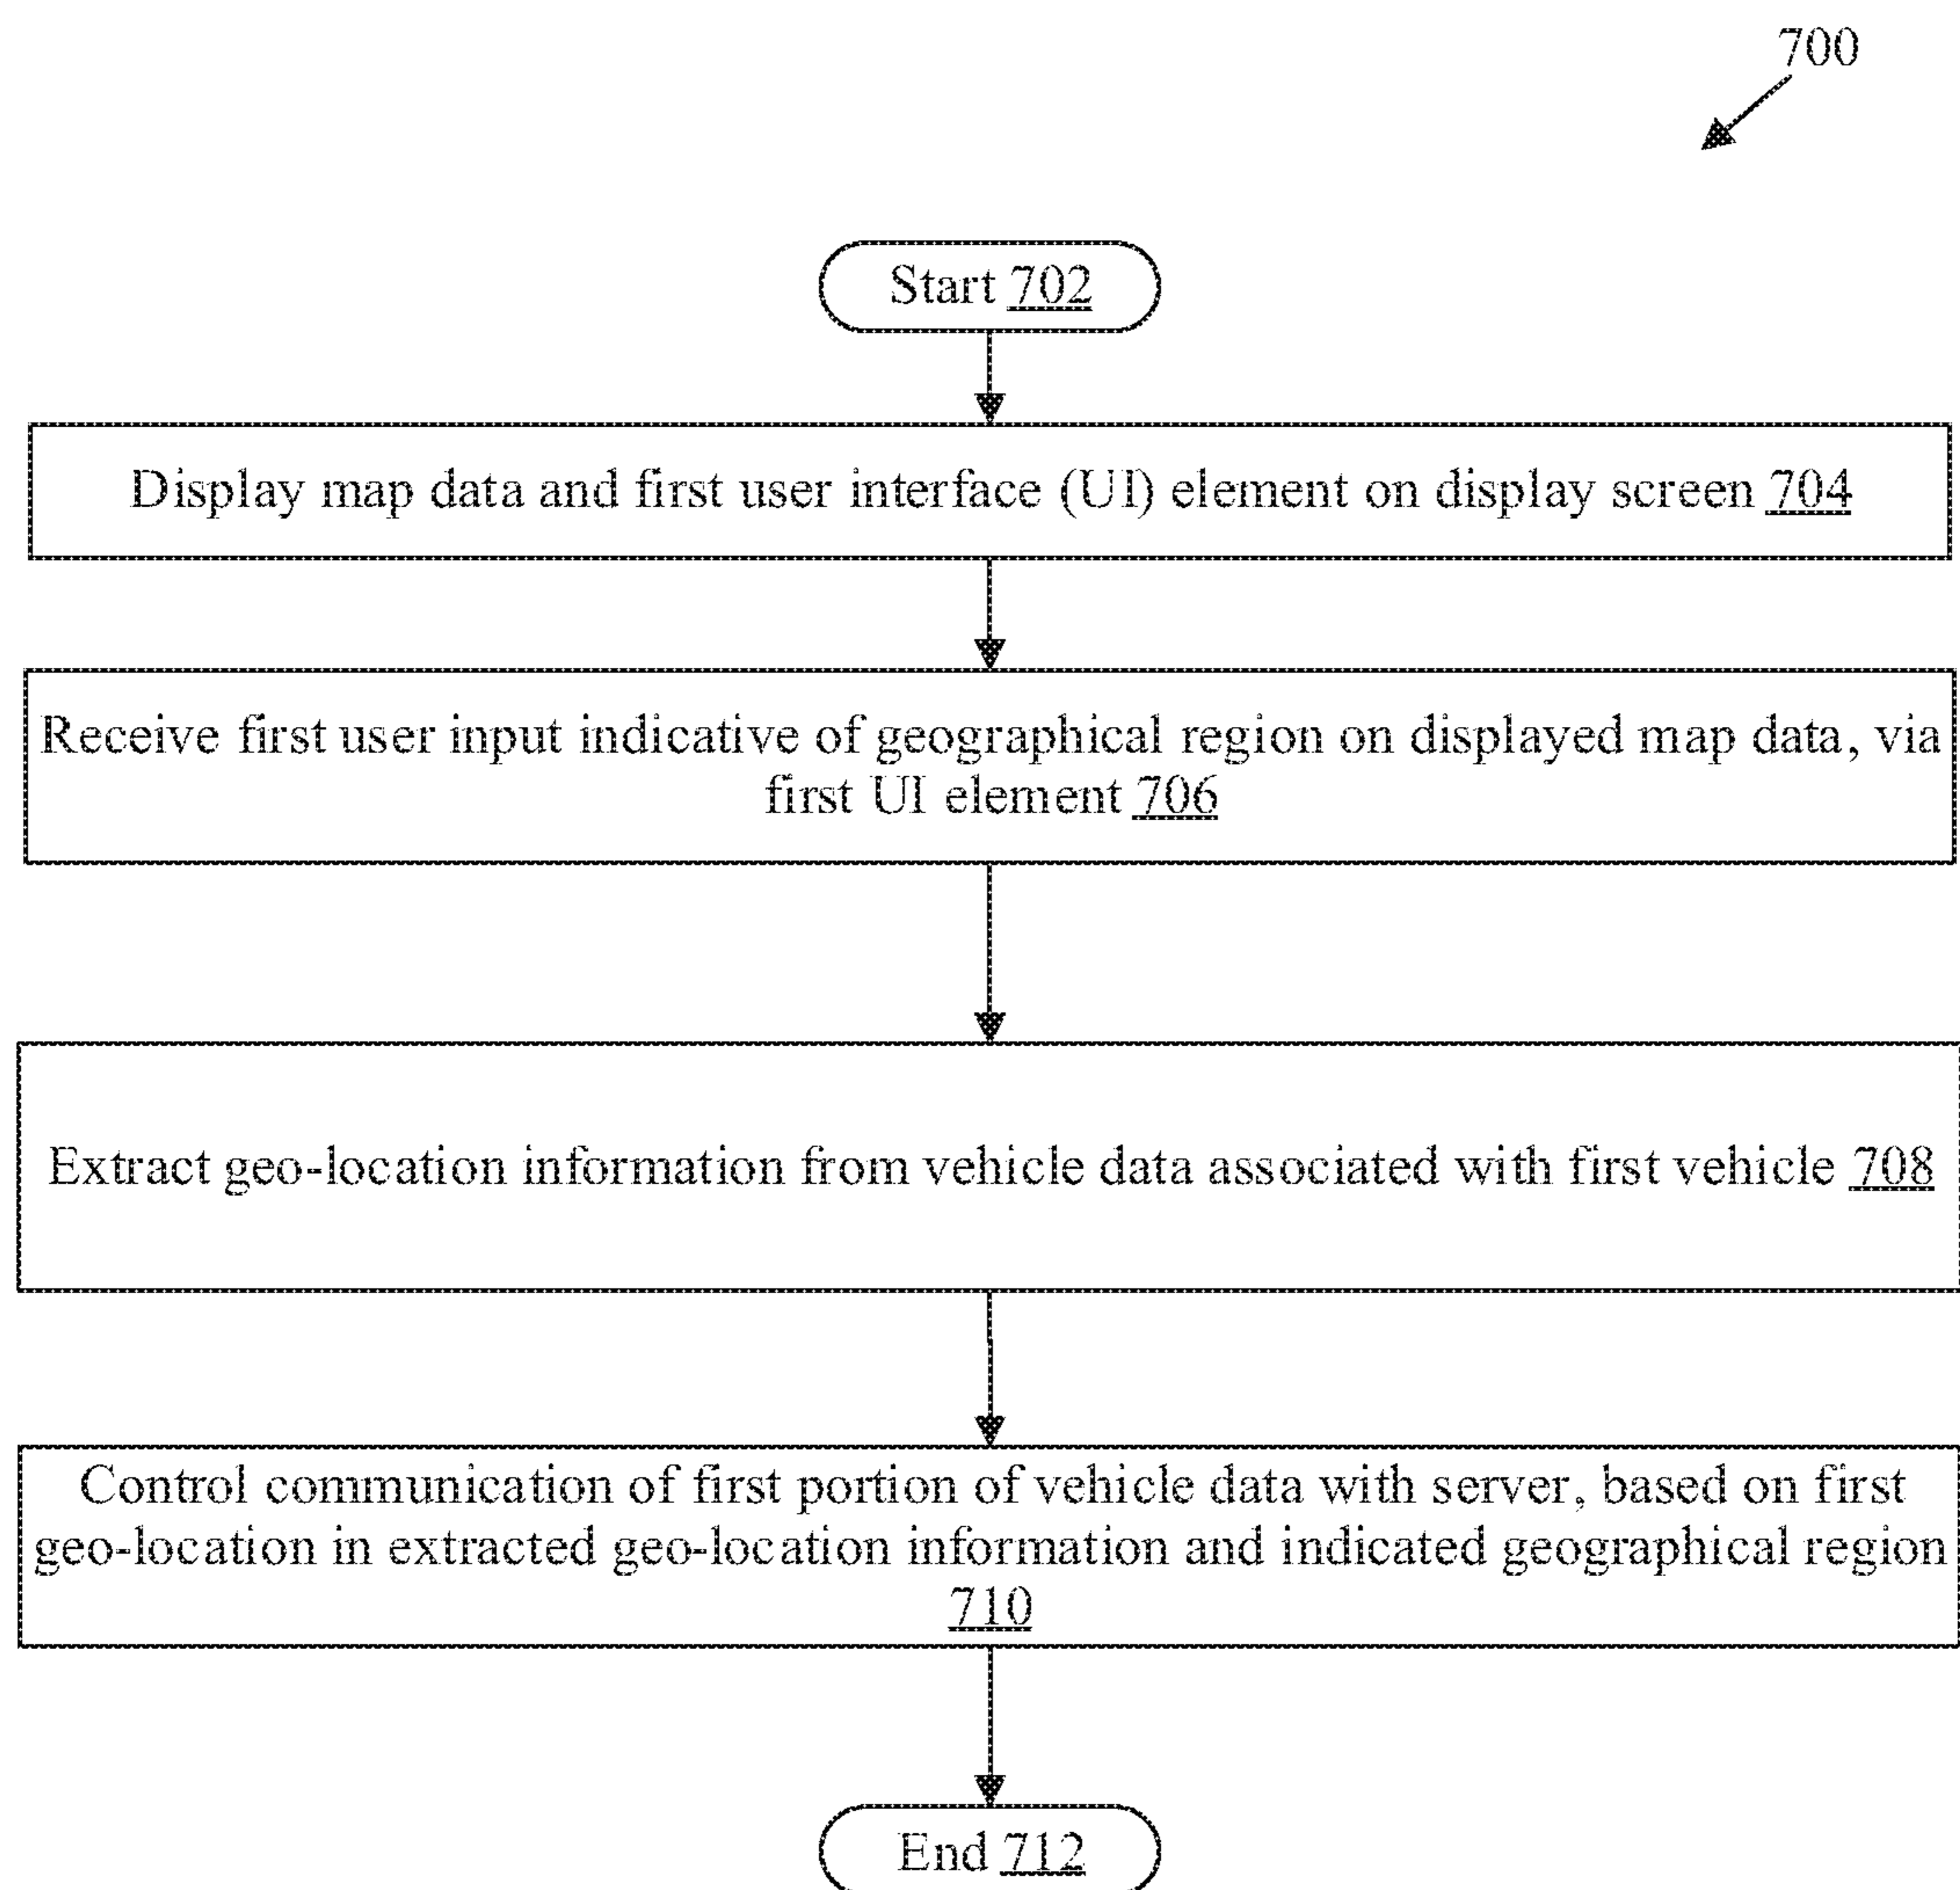 700
Start 702
Display map data and first user interface (UI) element on display screen 704
Receive first user input indicative of geographical region on displayed map data, via
first UI element 706
Extract geo-location information from vehicle data associated with first vehicle 708
Control communication of first portion of vehicle data with server, based on first
geo-location in extracted geo-location information and indicated geographical region
710
End 712